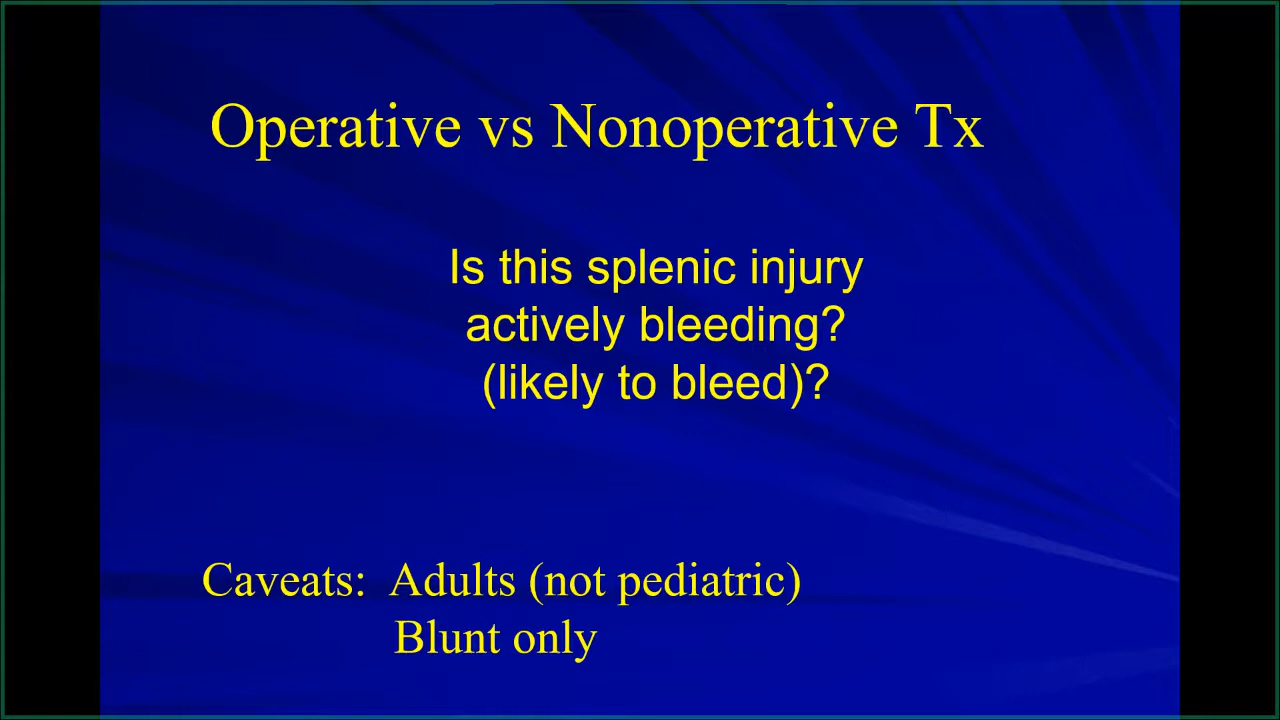 Operative vs Nonoperative Tx
Is this splenic injury
actively bleeding?
(likely to bleed)?
Caveats: Adults (not pediatric)
Blunt only